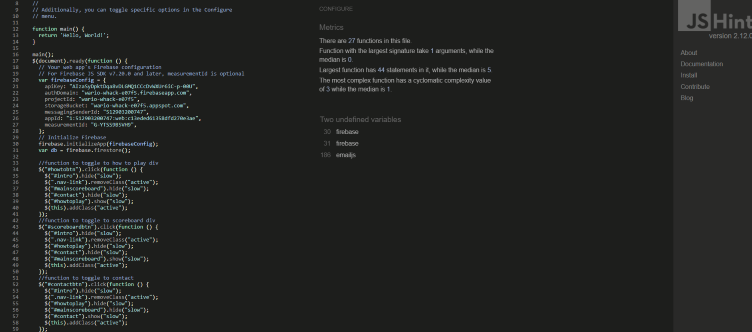 8 //
9 // Additionally, you can toggle specific options in the Configure
10 // menu.
11
12 function main() {
13 return 'Hello, World!';
14 }
15
16 main();
17 $(document).ready(function () {
18 // Your web app's Firebase configuration
19 // For Firebase JS SDK v7.20.0 and later, measurementId is optional
20 var firebaseConfig = {
21 apiKey:
22 authDomain: "wario-whack-e07f5.firebaseapp.com",
23 projectId: "wario-whack-e07f5",
24 storageBucket: "wario-whack-e07f5.appspot.com",
25 messagingSenderId: "512903200747",
26 appId:
27 measurementId:
28 };
29 // Initialize Firebase
30 firebase.initializeApp(firebaseConfig);
31 var db = firebase.firestore();
32
33 //function to toggle to how to play div
34 $("#howtobtn").click(function () {
35 $("#intro").hide("slow");
36 $(".nav-link").removeClass("active");
37 $("#mainscoreboard").hide("slow");
38 $("#contact").hide("slow");
39 $("#howtoplay").show("slow");
40 $(this).addClass("active");
41 });
42 //function to toggle to scoreboard div
43 $("#scoreboardbtn").click(function () {
44 $("#intro").hide("slow");
45 $(".nav-link").removeClass("active");
46 $("#howtoplay").hide("slow");
47 $("#contact").hide("slow");
48 $("#mainscoreboard").show("slow");
49 $(this).addClass("active");
50 });
51 //function to toggle to contact
52 $("#contactbtn").click(function () {
53 $("#intro").hide("slow");
54 $(".nav-link").removeClass("active");
55 $("#howtoplay").hide("slow");
56 $("#mainscoreboard").hide("slow");
57 $("#contact").show("slow");
58 $(this).addClass("active");
59 });
CONFIGURE
Metrics
There are 27 functions in this file.
Function with the largest signature take 1 arguments, while the
median is 0.
Largest function has 44 statements in it, while the median is 5.
The most complex function has a cyclomatic complexity value
of 3 while the median is 1.
Two undefined variables
30 firebase
31 firebase
186 emailjs
JSHint
version 2.12.0
About
Documentation
Install
Contribute
Blog